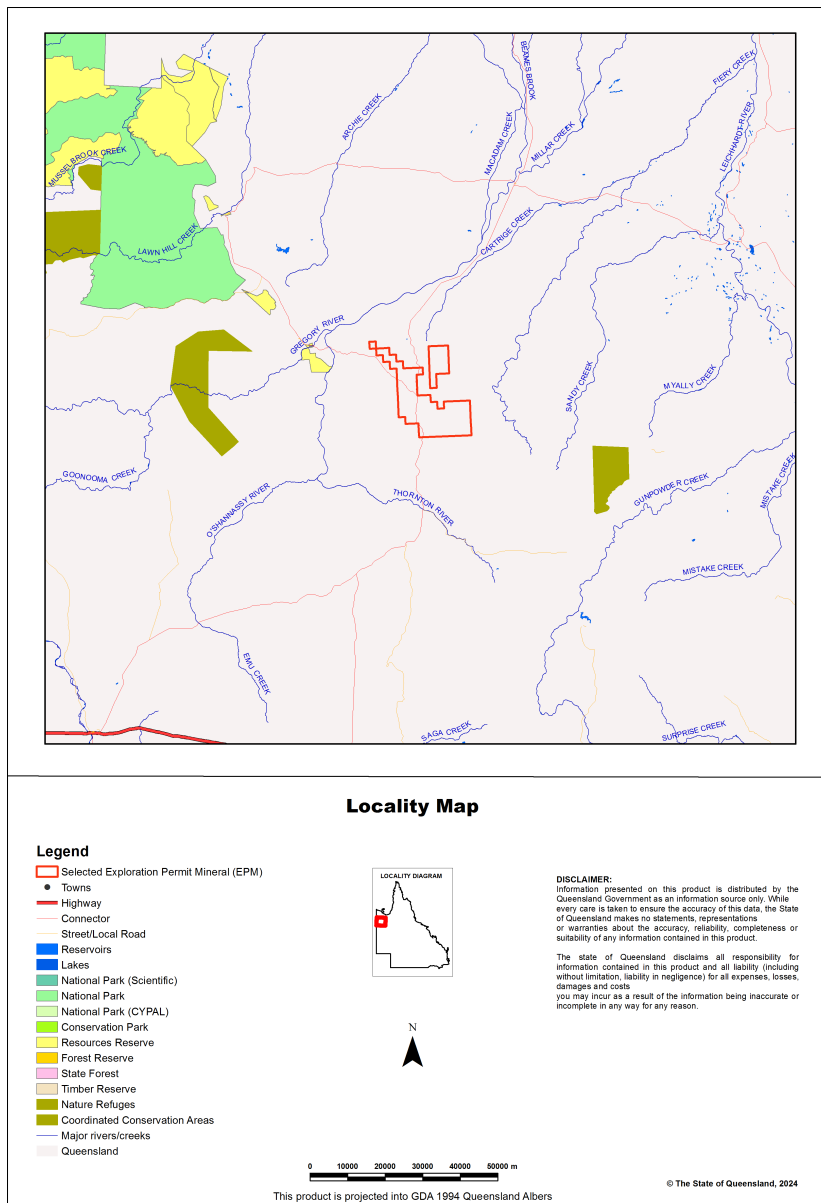 BEAMES BROOK
FIERY CREEK
ARCHIE CREEK
MACADAM CREEK
MILLAR CREEK
LEICHHARDT RIVER
MUSSELBROOK CREEK
CARTRIGE CREEK
LAWN HILL CREEK
GREGORY RIVER
SANDY CREEK
MYALLY CREEK
GOONOOMA CREEK
GUNPOWDER CREEK
MISTAKE CREEK
O'SHANNASSY RIVER
THORNTON RIVER
MISTAKE CREEK
EMU CREEK
SAGA CREEK
SURPRISE CREEK
Locality Map
Legend
Selected Exploration Permit Mineral (EPM)
Towns
Highway
Connector
Street/Local Road
Reservoirs
Lakes
National Park (Scientific)
National Park
National Park (CYPAL)
Conservation Park
Resources Reserve
Forest Reserve
State Forest
Timber Reserve
Nature Refuges
Coordinated Conservation Areas
Major rivers/creeks
Queensland
LOCALITY DIAGRAM
N
DISCLAIMER:
Information presented on this product is distributed by the
Queensland Government as an information source only. While
every care is taken to ensure the accuracy of this data, the State
of Queensland makes no statements, representations
or warranties about the accuracy, reliability, completeness or
suitability of any information contained in this product.
The state of Queensland disclaims all responsibility for
information contained in this product and all liability (including
without limitation, liability in negligence) for all expenses, losses,
damages and costs
you may incur as a result of the information being inaccurate or
incomplete in any way for any reason.
0 10000 20000 30000 40000 50000 m
This product is projected into GDA 1994 Queensland Albers
© The State of Queensland, 2024